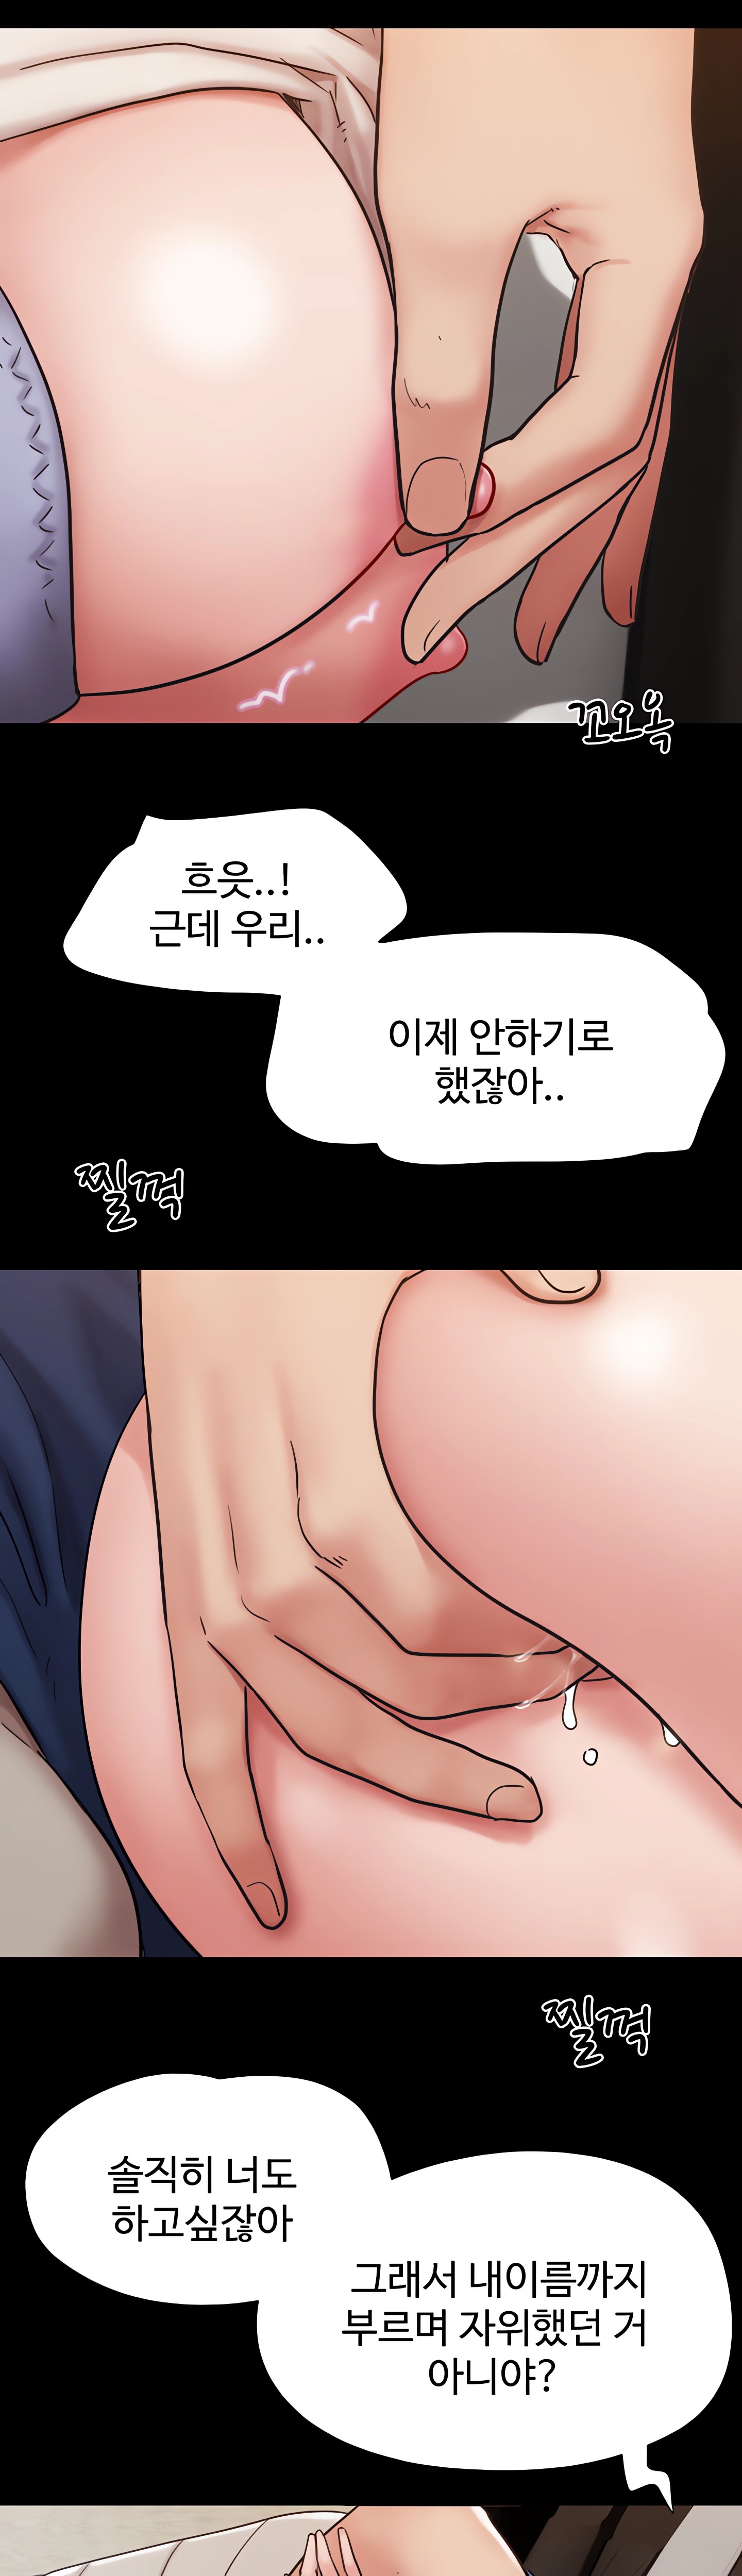 꼬오옥
흐읏..!
근데 우리..
이제 안하기로
했잖아..
찔꺽
찔꺽
솔직히 너도
하고싶잖아
그래서 내이름까지
부르며 자위했던 거
아니야?